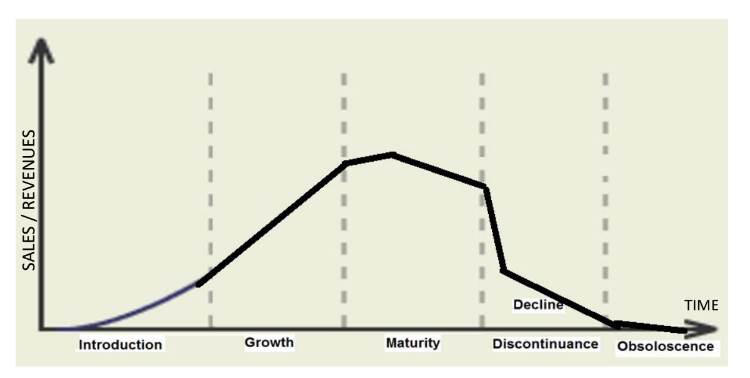 SALES / REVENUES
Decline
TIME
Introduction
Growth
Maturity
Discontinuance
Obsoloscence